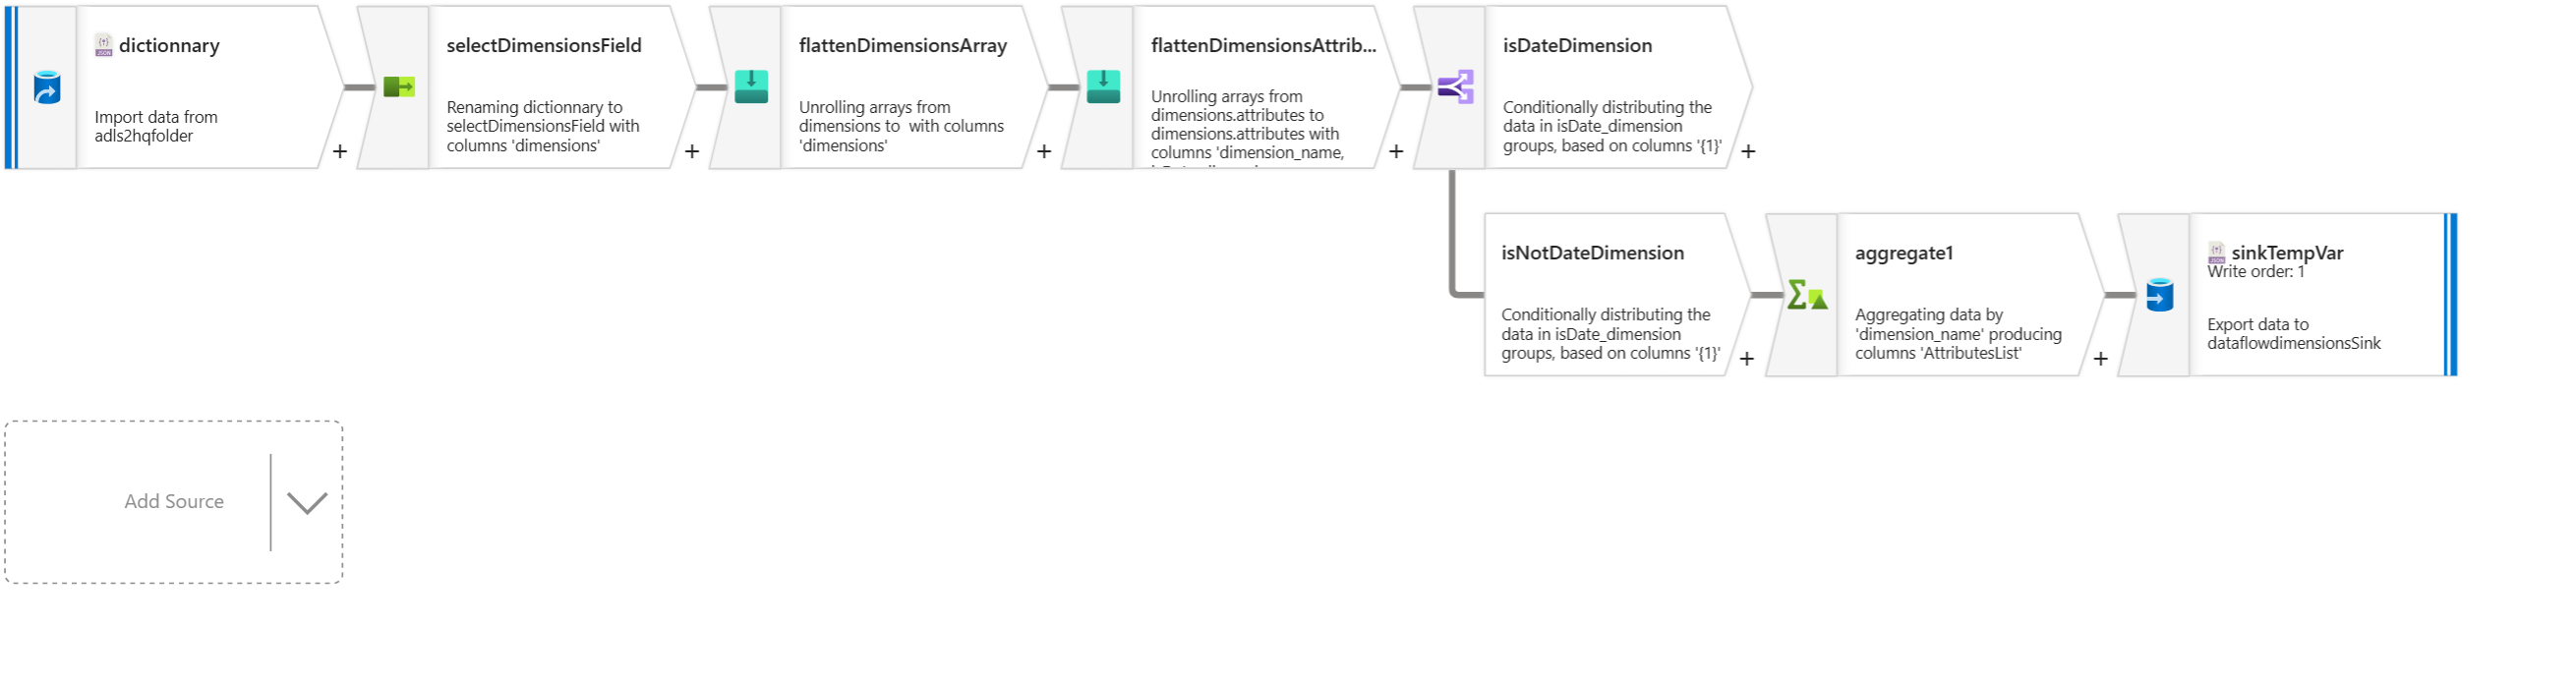 dictionnary
Import data from
adls2hqfolder
+
selectDimensionsField
Renaming dictionnary to
selectDimensionsField with
columns 'dimensions'
+
flattenDimensionsArray
Unrolling arrays from
dimensions to  with columns
'dimensions'
+
flattenDimensionsAttrib...
Unrolling arrays from
dimensions.attributes to
dimensions.attributes with
columns 'dimension_name,
+
isDateDimension
Conditionally distributing the
data in isDate_dimension
groups, based on columns '{1}'
+
isNotDateDimension
Conditionally distributing the
data in isDate_dimension
groups, based on columns '{1}'
+
aggregate1
Aggregating data by
'dimension_name' producing
columns 'AttributesList'
+
sinkTempVar
Write order: 1
Export data to
dataflowdimensionsSink
Add Source